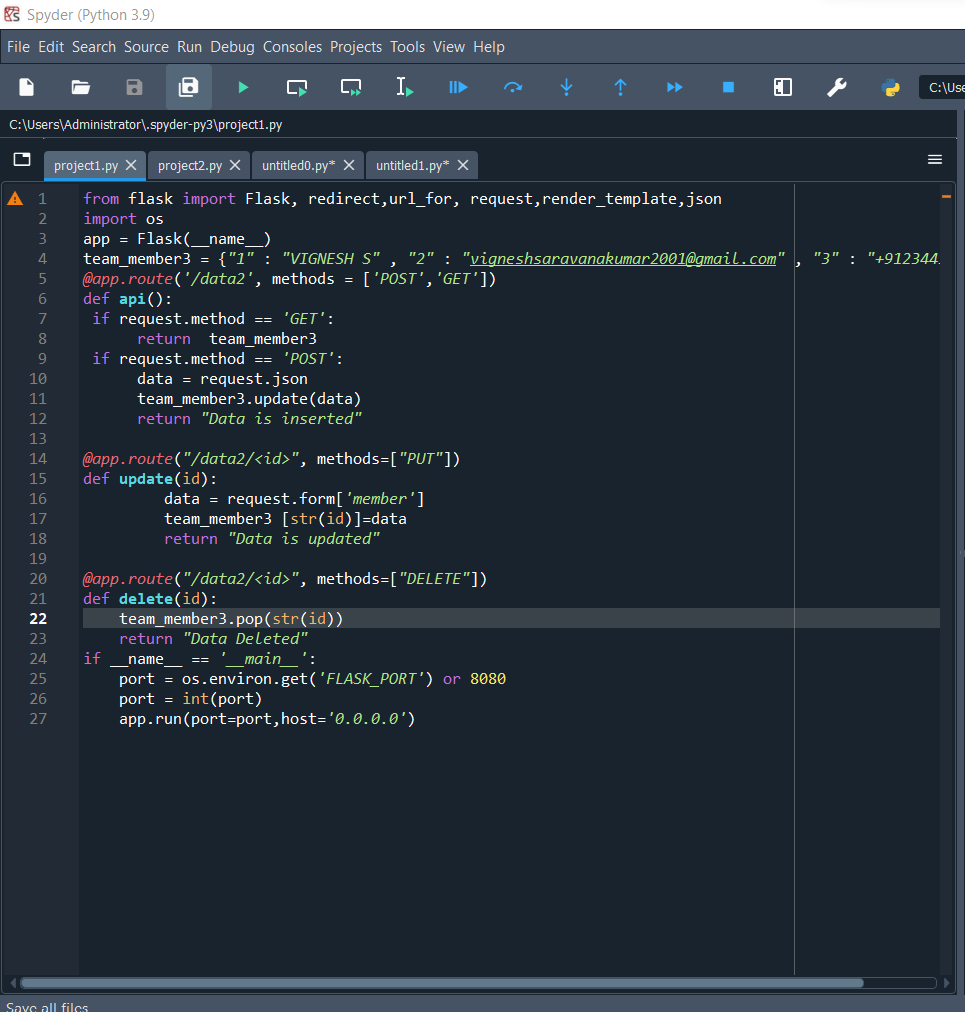 Spyder (Python 3.9)
File Edit Search Source Run Debug Consoles Projects Tools View Help
C:\Use
C:\Users\Administrator\.spyder-py3\project1.py
project1.py project2.py untitled0.py* untitled1.py*
1 from flask import Flask, redirect,url_for, request,render_template,json
2 import os
3 app = Flask(__name__)
4 team_member3 = {"1" : "VIGNESH S" , "2" : "vigneshsaravanakumar2001@gmail.com" , "3" : "+912344
5 @app.route('/data2', methods = ['POST','GET'])
6 def api():
7  if request.method == 'GET':
8       return  team_member3
9  if request.method == 'POST':
10       data = request.json
11       team_member3.update(data)
12       return "Data is inserted"
13
14 @app.route("/data2/<id>", methods=["PUT"])
15 def update(id):
16          data = request.form['member']
17          team_member3 [str(id)]=data
18          return "Data is updated"
19
20 @app.route("/data2/<id>", methods=["DELETE"])
21 def delete(id):
22     team_member3.pop(str(id))
23     return "Data Deleted"
24 if __name__ == '__main__':
25     port = os.environ.get('FLASK_PORT') or 8080
26     port = int(port)
27     app.run(port=port,host='0.0.0.0')
Save all files